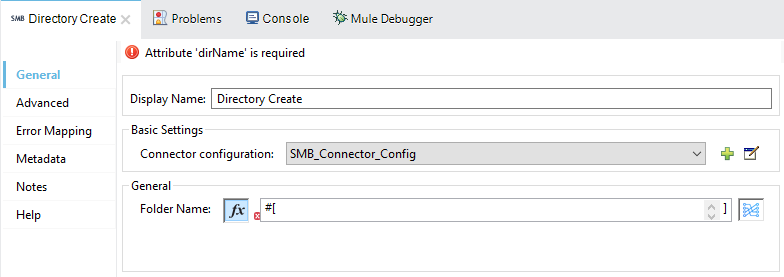 SMB Directory Create Problems Console Mule Debugger
Attribute 'dirName' is required
General
Advanced
Error Mapping
Metadata
Notes
Help
Display Name: Directory Create
Basic Settings
Connector configuration: SMB_Connector_Config
General
Folder Name: fx #[ ]